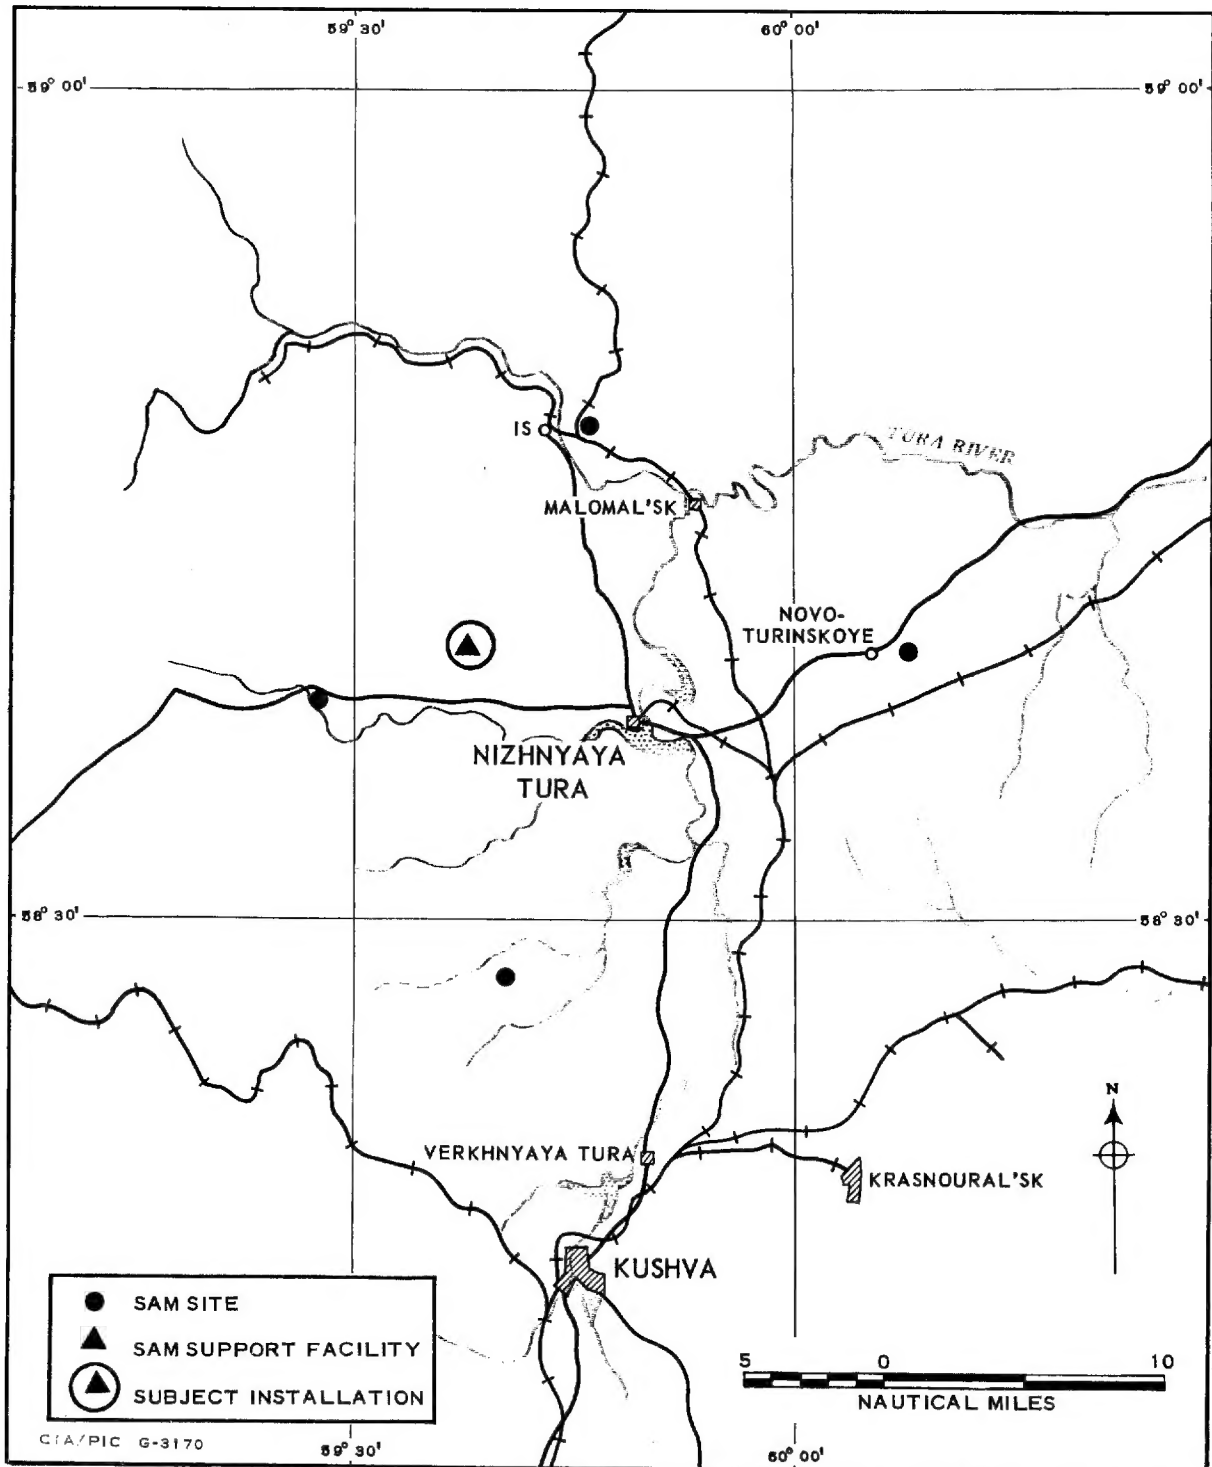 59° 30'
60° 00'
59° 00'
59° 00'
IS
TURA RIVER
MALOMAL'SK
NOVO-
TURINSKOYE
NIZHNYAYA
TURA
58° 30'
58° 30'
N
VERKHNYAYA TURA
KRASNOURAL'SK
KUSHVA
SAM SITE
SAM SUPPORT FACILITY
SUBJECT INSTALLATION
5 0 10
NAUTICAL MILES
CIA/PIC G-3170
59° 30'
60° 00'